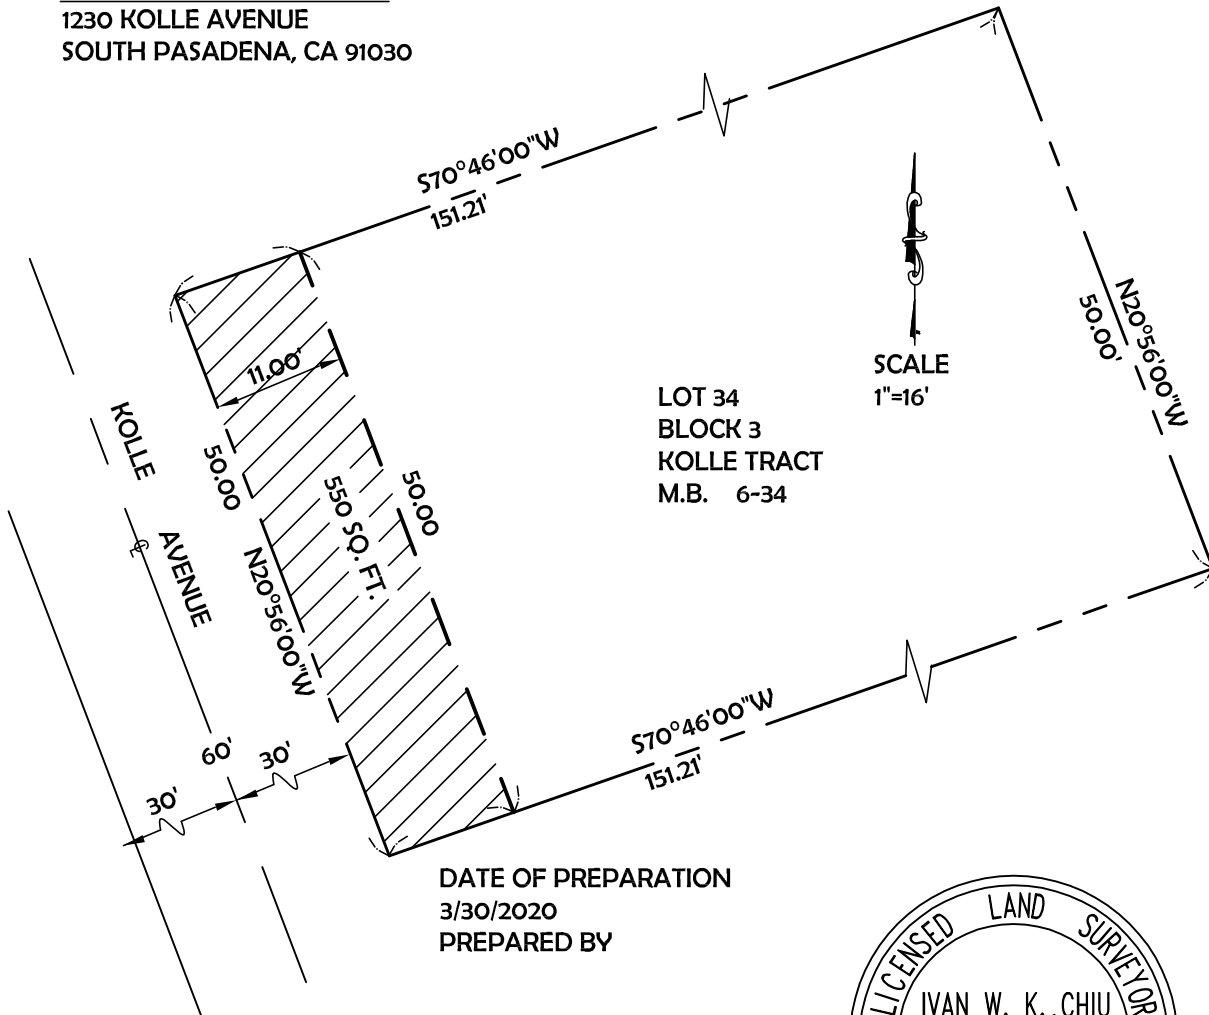 1230 KOLLE AVENUE
SOUTH PASADENA, CA 91030
S70°46'00"W
151.21'
11.00'
N20°56'00"W
50.00'
SCALE
1"=16'
LOT 34
BLOCK 3
KOLLE TRACT
M.B. 6-34
KOLLE
AVENUE
50.00
550 SQ. FT.
50.00
N20°56'00"W
S70°46'00"W
151.21'
60'
30'
30'
DATE OF PREPARATION
3/30/2020
PREPARED BY
LICENSED LAND SURVEYOR
IVAN W. K. CHIU